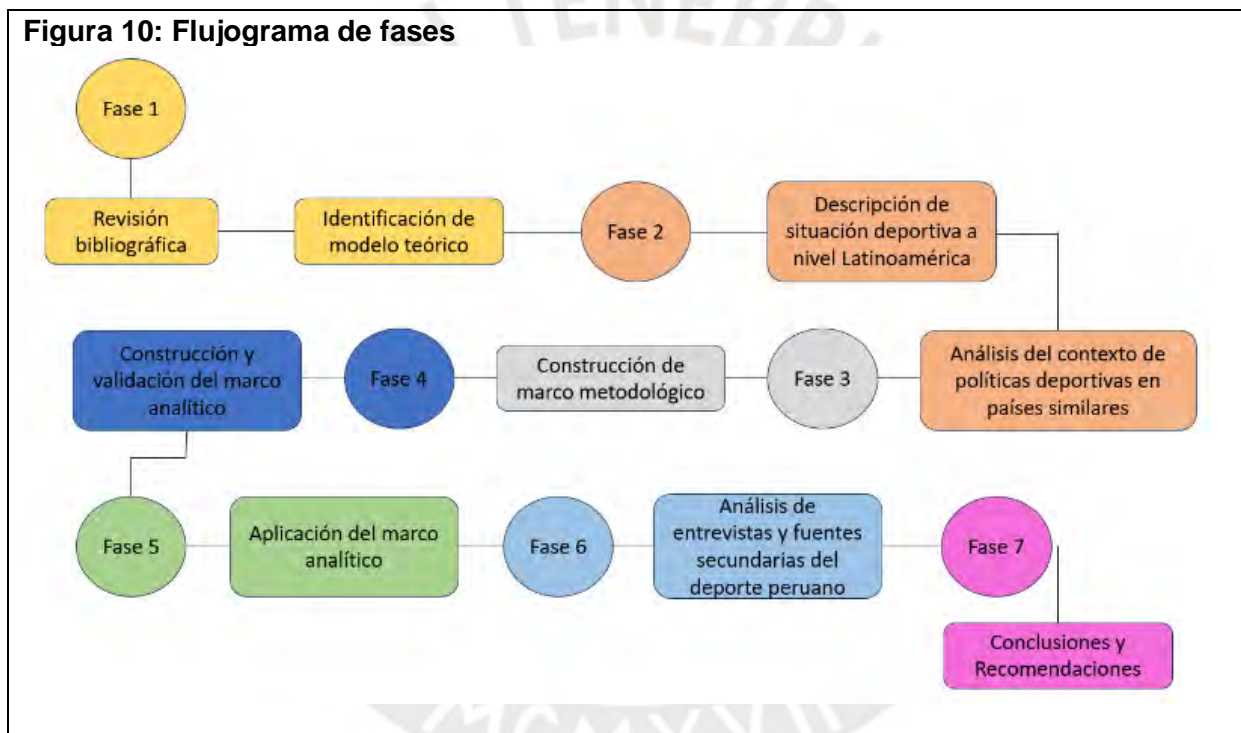 ET TENEBR
Figura 10: Flujograma de fases
Fase 1
Revisión
bibliográfica
Identificación de
modelo teórico
Fase 2
Descripción de
situación deportiva a
nivel Latinoamérica
Análisis del contexto de
políticas deportivas en
países similares
Fase 3
Construcción de
marco metodológico
Fase 4
Construcción y
validación del marco
analítico
Fase 5
Aplicación del marco
analítico
Fase 6
Análisis de
entrevistas y fuentes
secundarias del
deporte peruano
Fase 7
Conclusiones y
Recomendaciones
MCMXVII